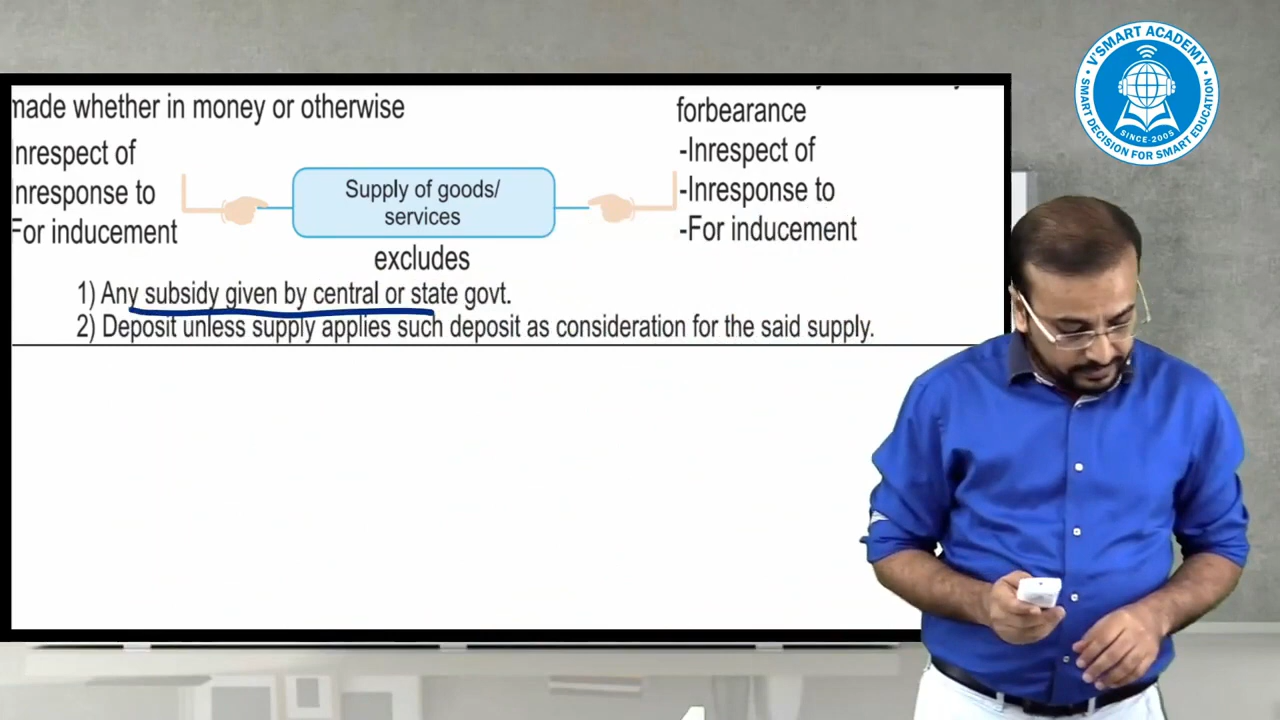 made whether in money or otherwise
nrespect of
nresponse to
For inducement
Supply of goods/
services
forbearance
-Inrespect of
-Inresponse to
-For inducement
excludes
1) Any subsidy given by central or state govt.
2) Deposit unless supply applies such deposit as consideration for the said supply.
V'SMART ACADEMY
SINCE-2005
SMART DECISION FOR SMART EDUCATION